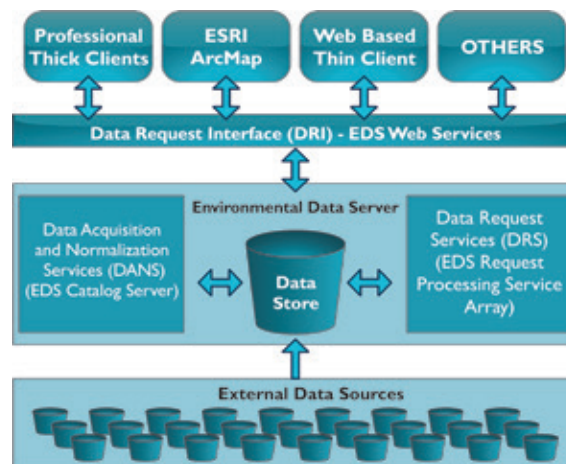 Professional
Thick Clients
ESRI
ArcMap
Web Based
Thin Client
OTHERS
Data Request Interface (DRI) - EDS Web Services
Environmental Data Server
Data Acquisition
and Normalization
Services (DANS)
(EDS Catalog Server)
Data
Store
Data Request
Services (DRS)
(EDS Request
Processing Service
Array)
External Data Sources